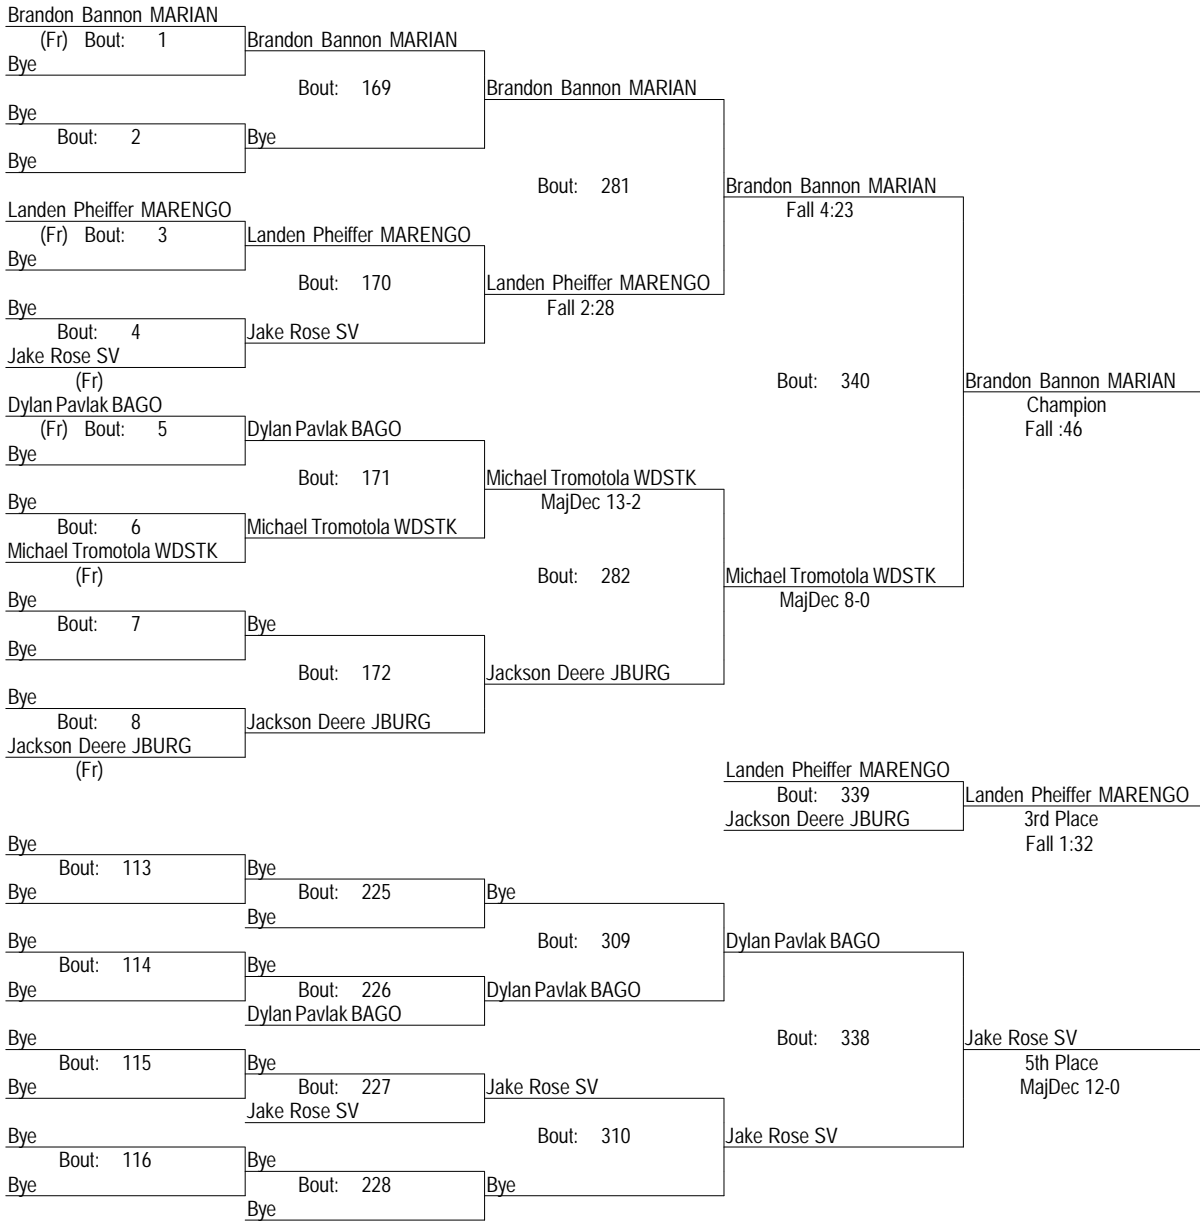 Brandon Bannon MARIAN
(Fr) Bout: 1
Brandon Bannon MARIAN
Bye
Bout: 169
Brandon Bannon MARIAN
Bye
Bout: 2
Bye
Bye
Bout: 281
Brandon Bannon MARIAN
Fall 4:23
Landen Pheiffer MARENGO
(Fr) Bout: 3
Landen Pheiffer MARENGO
Bye
Bout: 170
Landen Pheiffer MARENGO
Fall 2:28
Bye
Bout: 4
Jake Rose SV
Jake Rose SV
(Fr)
Bout: 340
Brandon Bannon MARIAN
Champion
Fall :46
Dylan Pavlak BAGO
(Fr) Bout: 5
Dylan Pavlak BAGO
Bye
Bout: 171
Michael Tromotola WDSTK
MajDec 13-2
Bye
Bout: 6
Michael Tromotola WDSTK
Michael Tromotola WDSTK
(Fr)
Bout: 282
Michael Tromotola WDSTK
MajDec 8-0
Bye
Bout: 7
Bye
Bye
Bout: 172
Jackson Deere JBURG
Bye
Bout: 8
Jackson Deere JBURG
Jackson Deere JBURG
(Fr)
Landen Pheiffer MARENGO
Bout: 339
Landen Pheiffer MARENGO
Jackson Deere JBURG
3rd Place
Fall 1:32
Bye
Bout: 113
Bye
Bye
Bout: 225
Bye
Bye
Bye
Bout: 309
Dylan Pavlak BAGO
Bout: 114
Bye
Bye
Bout: 226
Dylan Pavlak BAGO
Dylan Pavlak BAGO
Bye
Bout: 338
Jake Rose SV
5th Place
MajDec 12-0
Bout: 115
Bye
Bye
Bout: 227
Jake Rose SV
Jake Rose SV
Bye
Bout: 310
Jake Rose SV
Bout: 116
Bye
Bye
Bout: 228
Bye
Bye